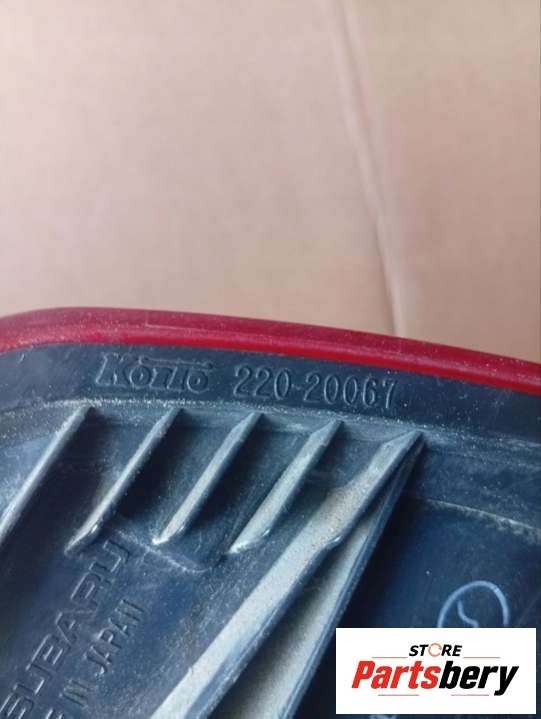 Koito 220-20067
SUBARU
IN JAPAN
STORE
Partsbery